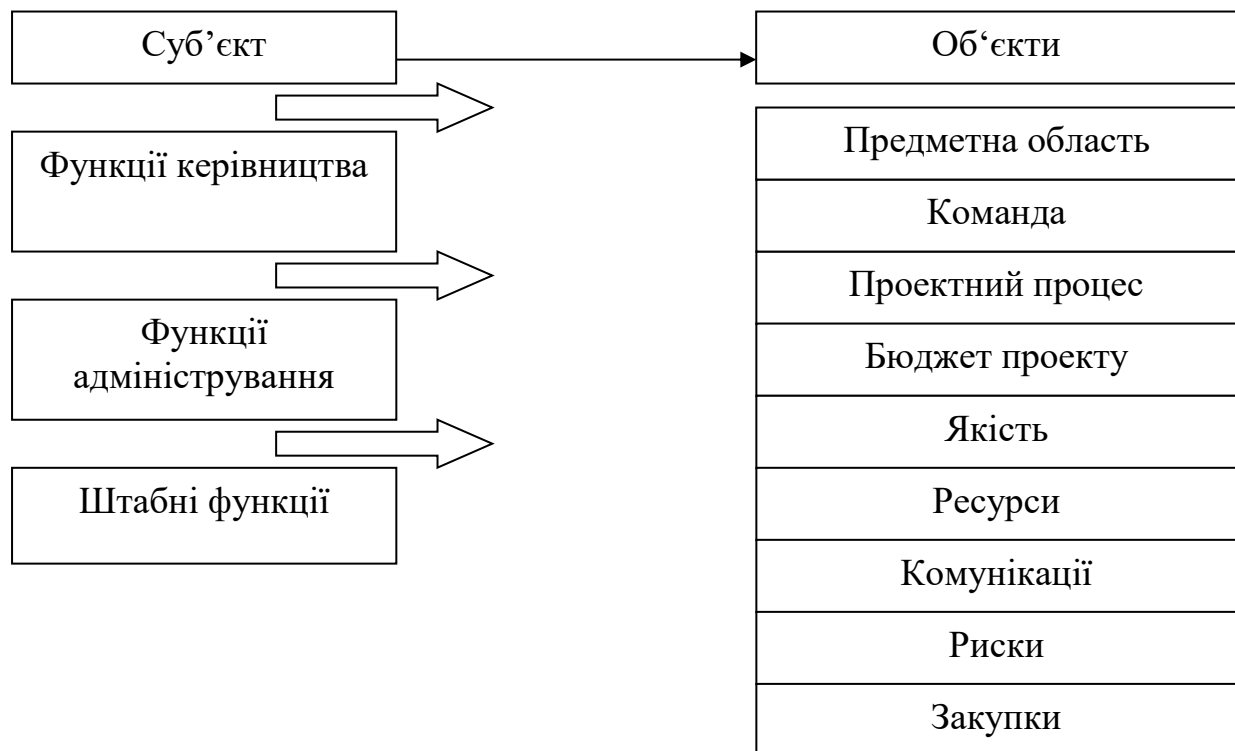 Суб’єкт
Об‘єкти
Функції керівництва
Функції
адміністрування
Штабні функції
Предметна область
Команда
Проектний процес
Бюджет проекту
Якість
Ресурси
Комунікації
Риски
Закупки